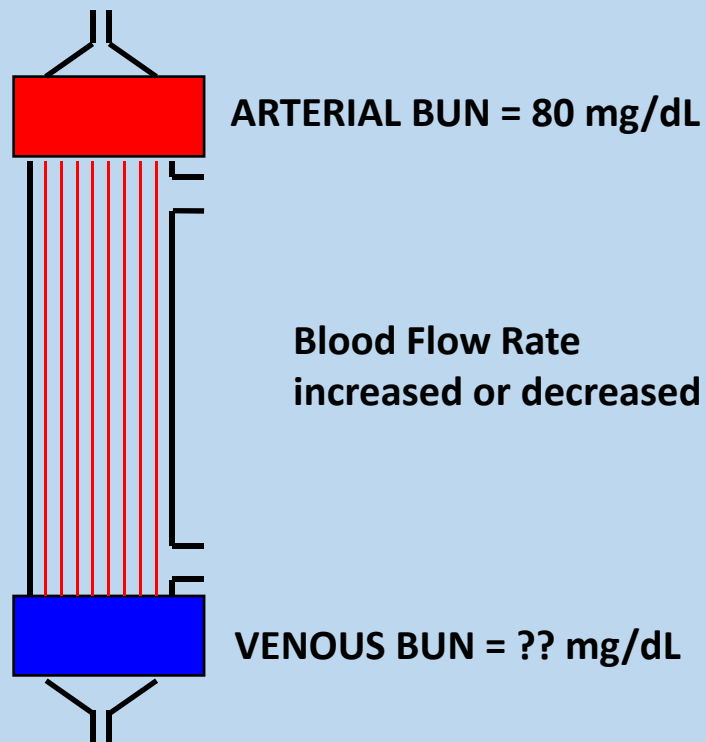 ARTERIAL BUN = 80 mg/dL
Blood Flow Rate
increased or decreased
VENOUS BUN = ?? mg/dL